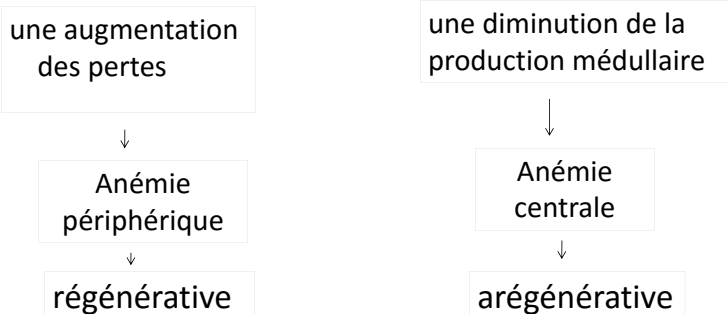 une augmentation
des pertes
Anémie
périphérique
régénérative
une diminution de la
production médullaire
Anémie
centrale
arégénérative